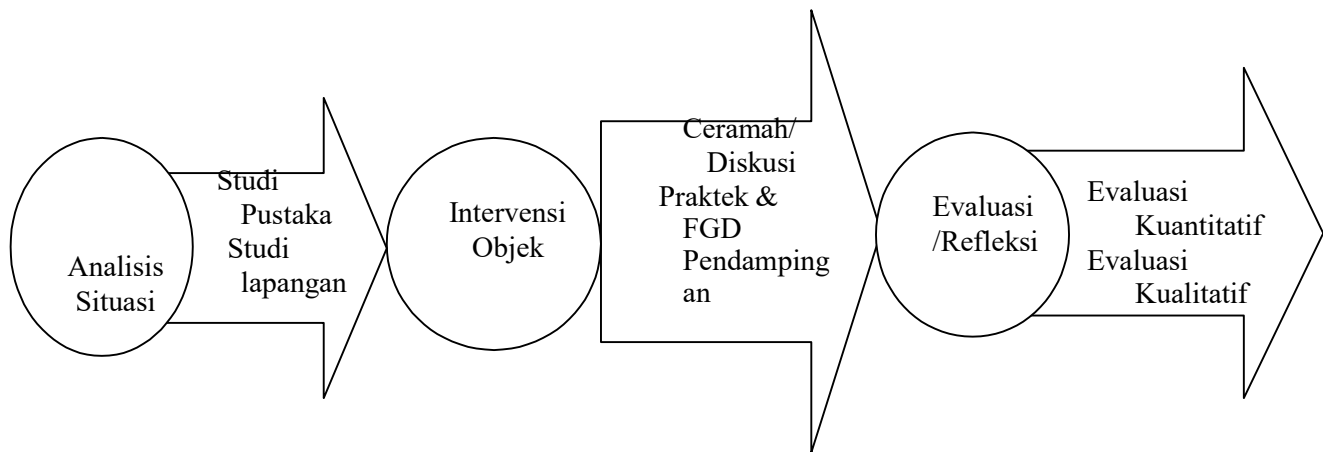 Analisis
Situasi
Studi
Pustaka
Studi
lapangan
Intervensi
Objek
Ceramah/
Diskusi
Praktek &
FGD
Pendamping
an
Evaluasi
/Refleksi
Evaluasi
Kuantitatif
Evaluasi
Kualitatif